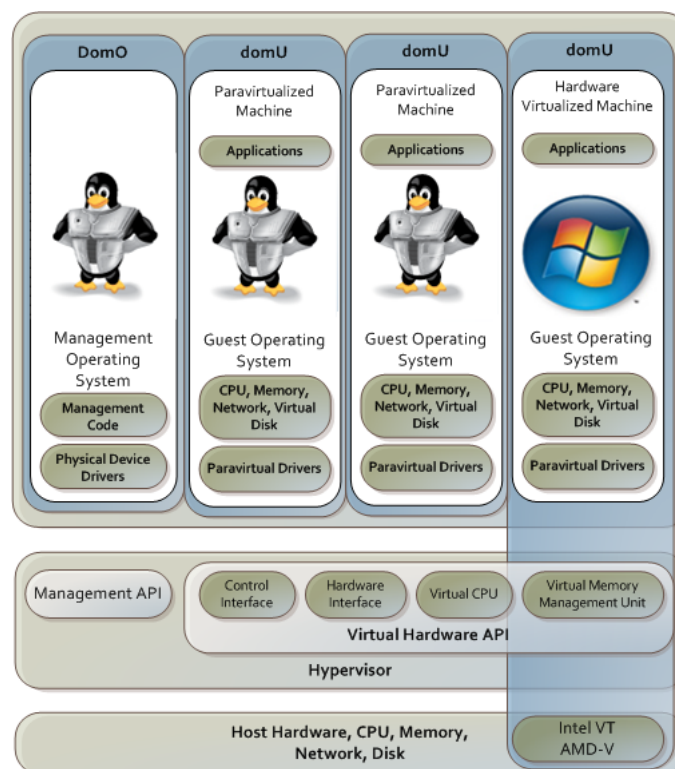 DomO
Management
Operating
System
Management
Code
Physical Device
Drivers
domU
Paravirtualized
Machine
Applications
Guest Operating
System
CPU, Memory,
Network, Virtual
Disk
Paravirtual Drivers
domU
Paravirtualized
Machine
Applications
Guest Operating
System
CPU, Memory,
Network, Virtual
Disk
Paravirtual Drivers
domU
Hardware
Virtualized Machine
Applications
™
Guest Operating
System
CPU, Memory,
Network, Virtual
Disk
Paravirtual Drivers
Management API
Control
Interface
Hardware
Interface
Virtual CPU
Virtual Memory
Management Unit
Virtual Hardware API
Hypervisor
Host Hardware, CPU, Memory,
Network, Disk
Intel VT
AMD-V